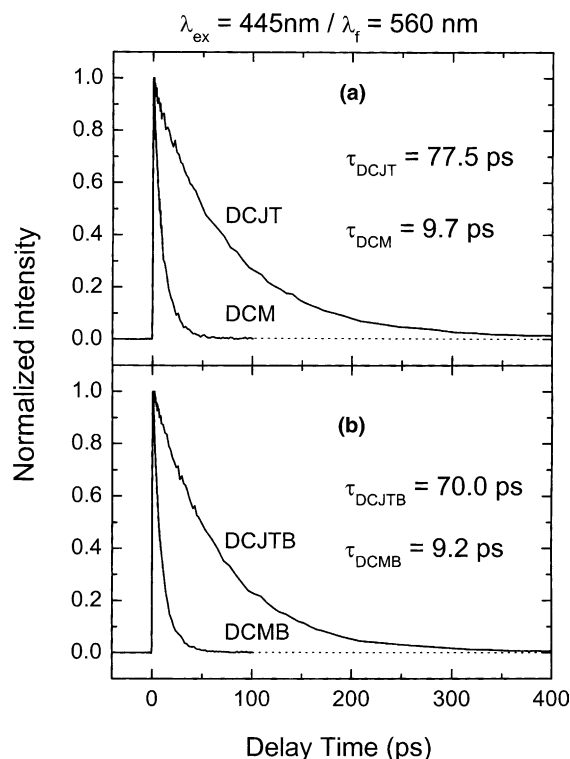 λex = 445nm / λf = 560 nm
Normalized intensity
(a)
1.0
0.8
0.6
0.4
0.2
0.0
τDCJT = 77.5 ps
τDCM = 9.7 ps
DCJT
DCM
(b)
1.0
0.8
0.6
0.4
0.2
0.0
τDCJTB = 70.0 ps
τDCMB = 9.2 ps
DCJTB
DCMB
0 100 200 300 400
Delay Time (ps)